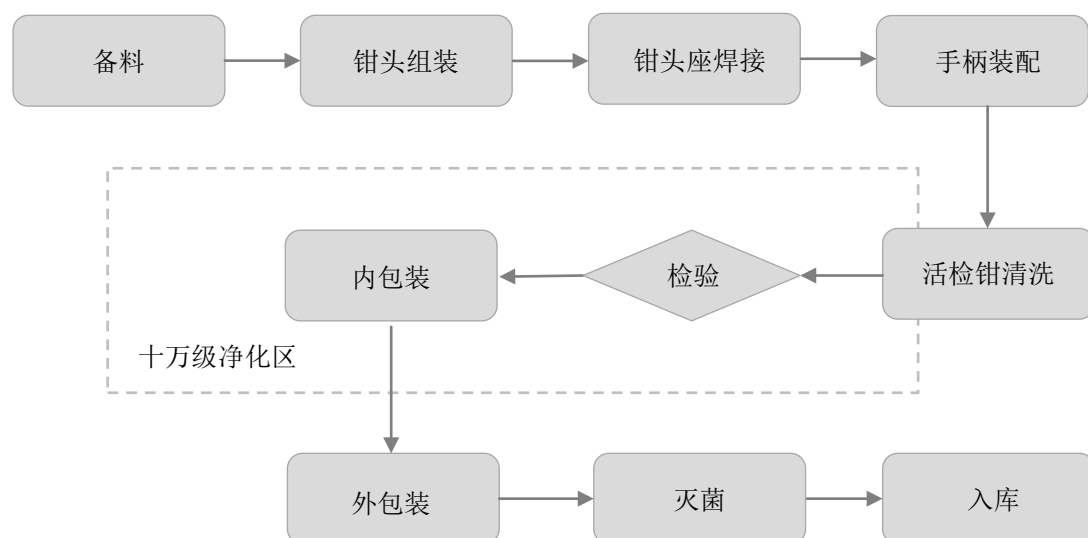 备料
钳头组装
钳头座焊接
手柄装配
活检钳清洗
检验
内包装
十万级净化区
外包装
灭菌
入库